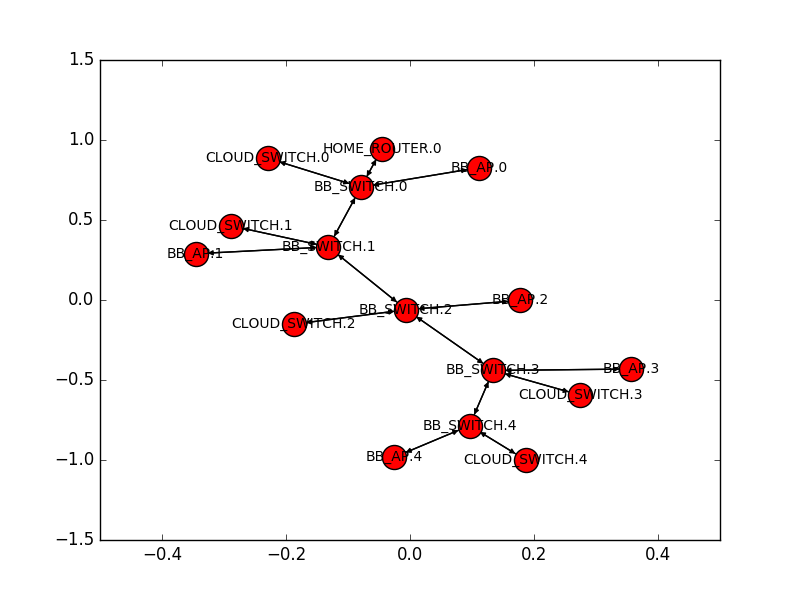 1.5
1.0
0.5
0.0
−0.5
−1.0
−1.5
HOME_ROUTER.0
CLOUD_SWITCH.0
BB_AP.0
BB_SWITCH.0
CLOUD_SWITCH.1
BB_SWITCH.1
BB_AP.1
BB_AP.2
BB_SWITCH.2
CLOUD_SWITCH.2
BB_SWITCH.3
BB_AP.3
CLOUD_SWITCH.3
BB_SWITCH.4
BB_AP.4
CLOUD_SWITCH.4
−0.4 −0.2 0.0 0.2 0.4